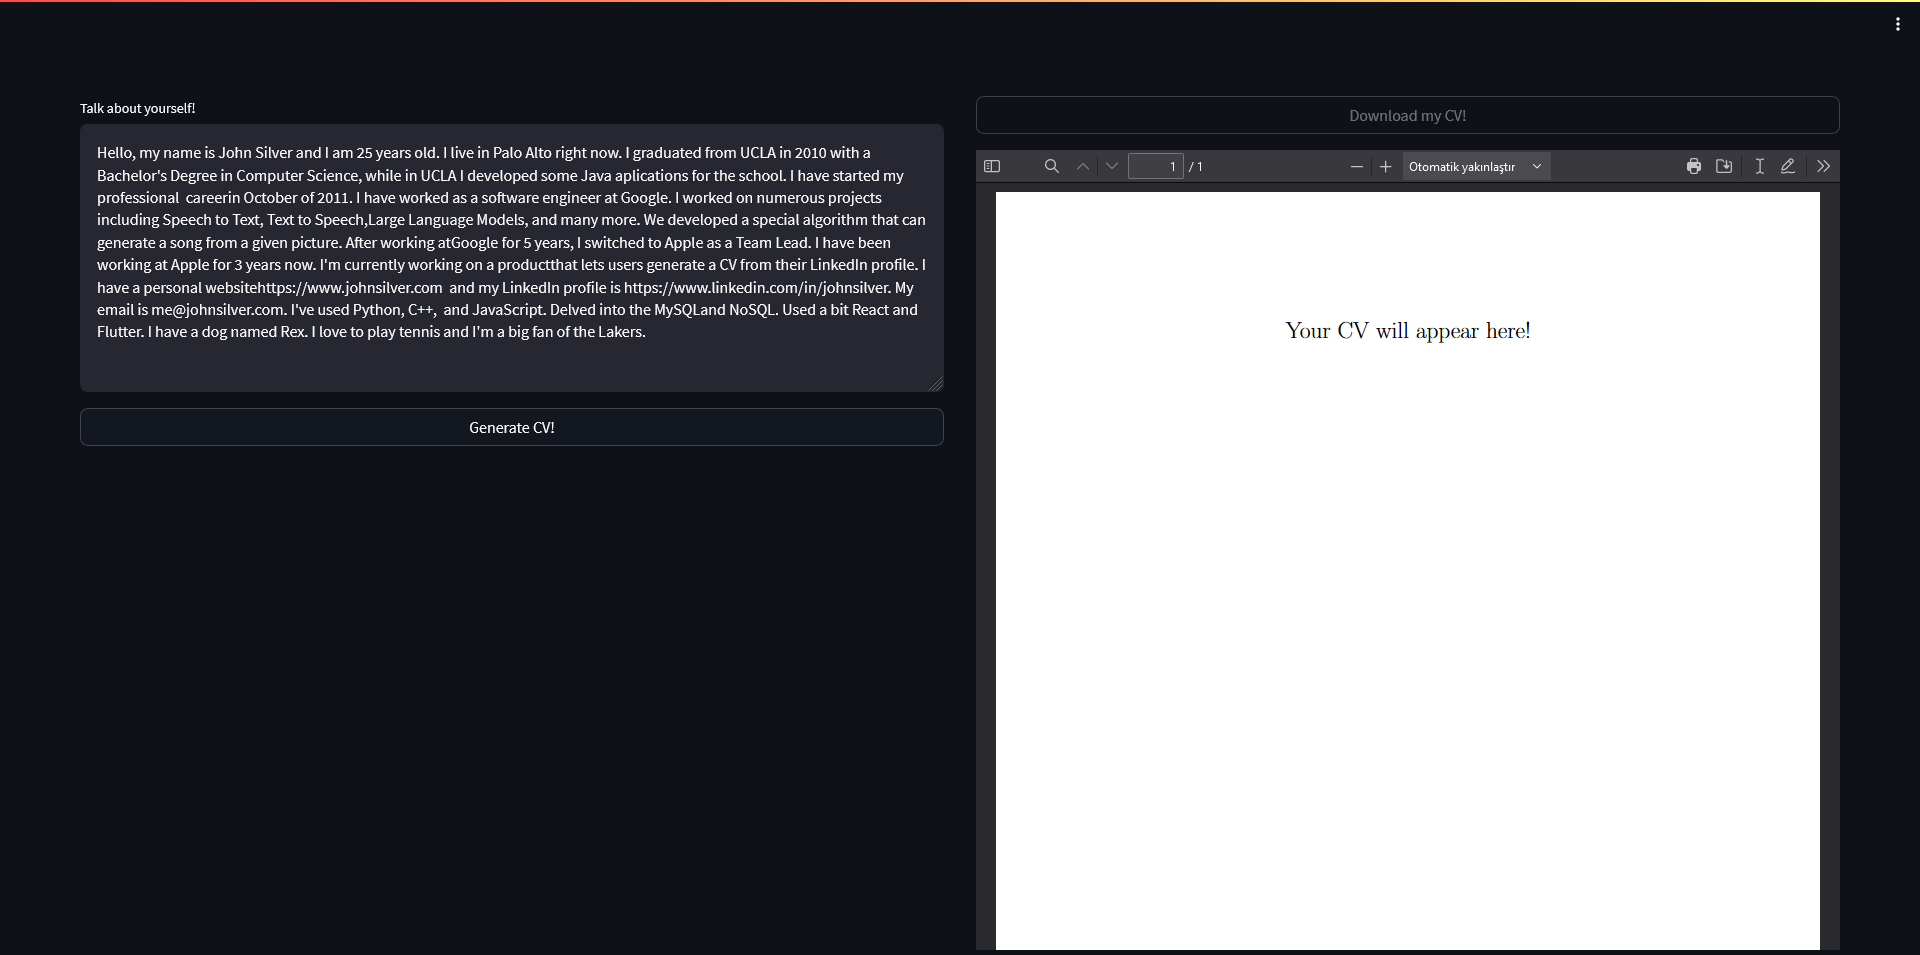 Talk about yourself!
Hello, my name is John Silver and I am 25 years old. I live in Palo Alto right now. I graduated from UCLA in 2010 with a
Bachelor's Degree in Computer Science, while in UCLA I developed some Java aplications for the school. I have started my
professional  careerin October of 2011. I have worked as a software engineer at Google. I worked on numerous projects
including Speech to Text, Text to Speech,Large Language Models, and many more. We developed a special algorithm that can
generate a song from a given picture. After working atGoogle for 5 years, I switched to Apple as a Team Lead. I have been
working at Apple for 3 years now. I'm currently working on a productthat lets users generate a CV from their LinkedIn profile. I
have a personal websitehttps://www.johnsilver.com  and my LinkedIn profile is https://www.linkedin.com/in/johnsilver. My
email is me@johnsilver.com. I've used Python, C++,  and JavaScript. Delved into the MySQLand NoSQL. Used a bit React and
Flutter. I have a dog named Rex. I love to play tennis and I'm a big fan of the Lakers.
Generate CV!
Download my CV!
1 / 1
Otomatik yakınlaştır
Your CV will appear here!